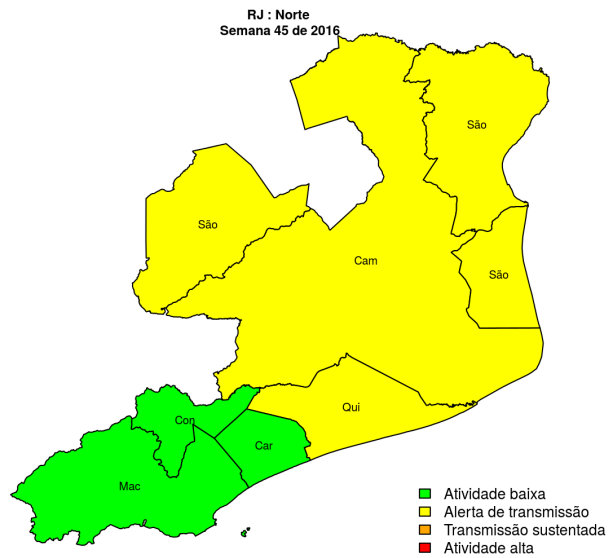 RJ : Norte
Semana 45 de 2016
São
São
Cam
São
Qui
Con
Car
Mac
Atividade baixa
Alerta de transmissão
Transmissão sustentada
Atividade alta